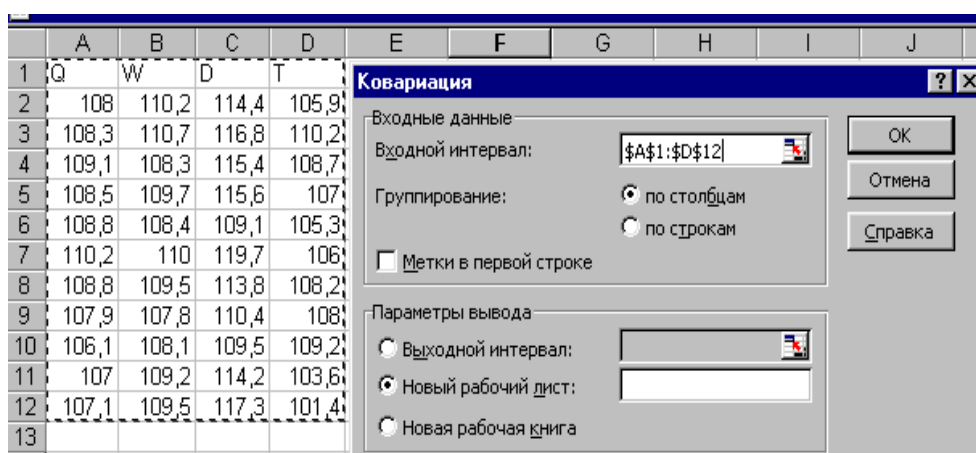 A B C D E F G H I J
1 Q W D T
2 108 110,2 114,4 105,9
3 108,3 110,7 116,8 110,2
4 109,1 108,3 115,4 108,7
5 108,5 109,7 115,6 107
6 108,8 108,4 109,1 105,3
7 110,2 110 119,7 106
8 108,8 109,5 113,8 108,2
9 107,9 107,8 110,4 108
10 106,1 108,1 109,5 109,2
11 107 109,2 114,2 103,6
12 107,1 109,5 117,3 101,4
13
Ковариация
Входные данные
Входной интервал: $A$1:$D$12
Группирование: по столбцам
по строкам
Метки в первой строке
Параметры вывода
Выходной интервал:
Новый рабочий лист:
Новая рабочая книга
OK
Отмена
Справка